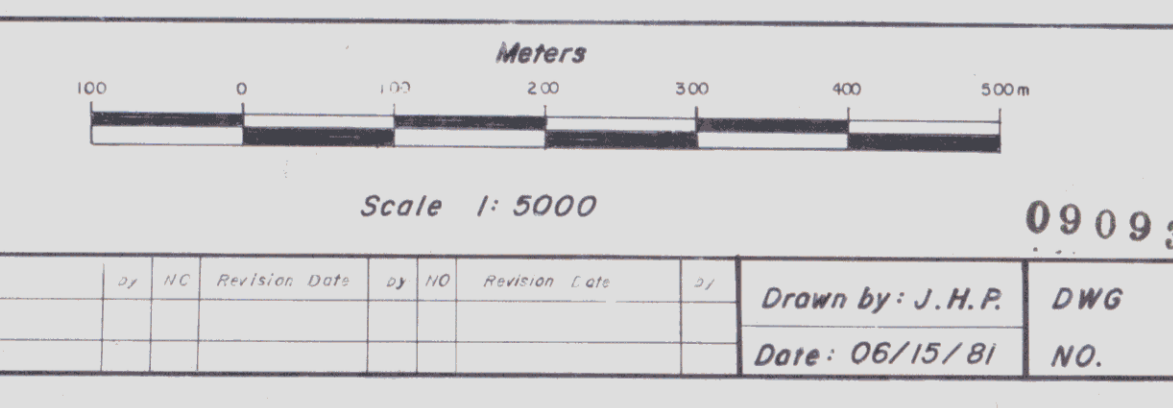 Meters
100 0 100 200 300 400 500 m
Scale 1: 5000
0909
by NO Revision Date by NO Revision Date by
Drawn by: J.H.P. DWG
Date: 06/15/81 NO.